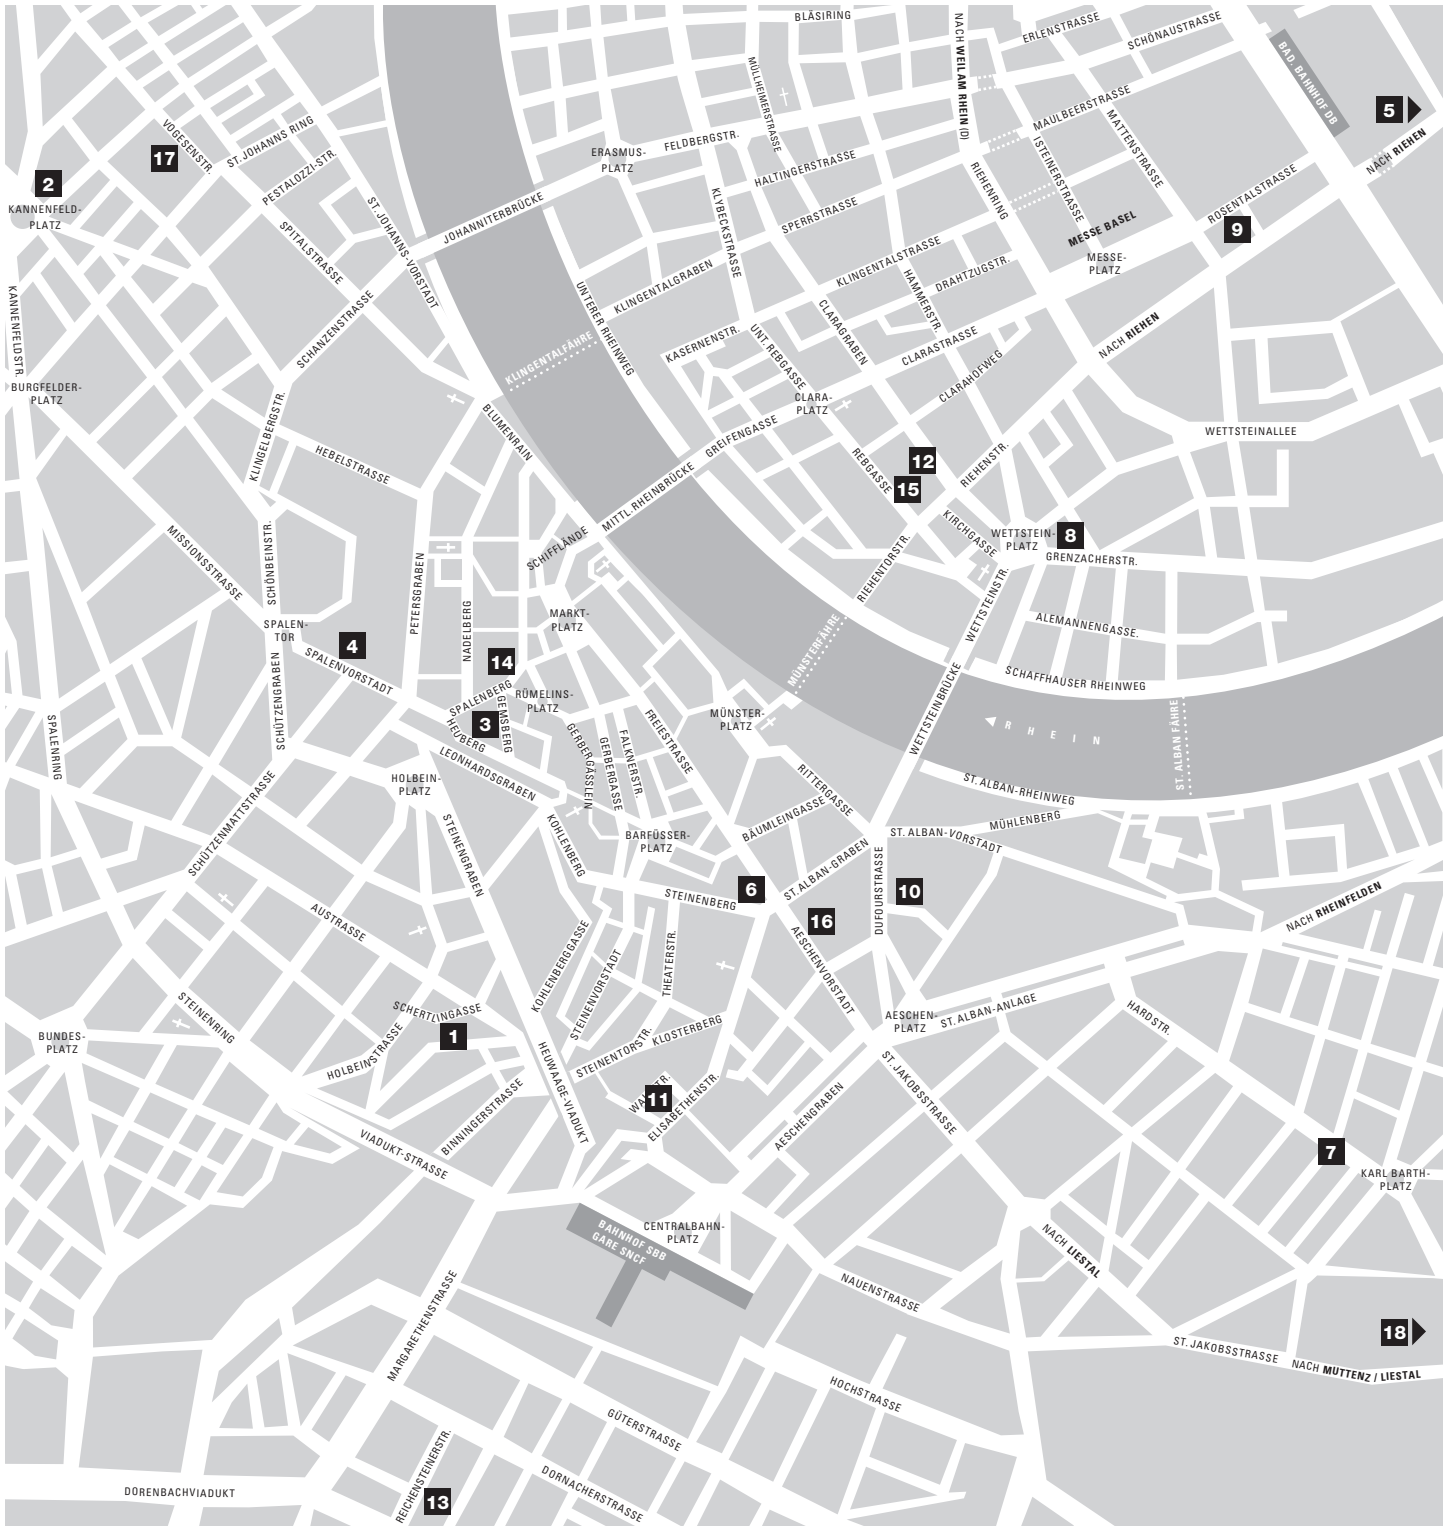 BLÄSIRING
NACH WEIL AM RHEIN (D)
ERLENSTRASSE
SCHÖNAUSTRASSE
BAD. BAHNHOF DB
5
NACH RIEHEN
MÜLLHEIMERSTRASSE
MAULBEERSTRASSE
MATTENSTRASSE
VOGESENSTR.
17
ST. JOHANNS RING
PESTALOZZI-STR.
ERASMUS-
PLATZ
FELDBERGSTR.
HALTINGERSTRASSE
ISTEINERSTRASSE
RIEHENRING
2
KANNENFELD-
PLATZ
SPITALSTRASSE
ST. JOHANNS-VORSTADT
JOHANNITERBRÜCKE
KLYBECKSTRASSE
SPERRSTRASSE
ROSENTALSTRASSE
9
MESSE BASEL
MESSE-
PLATZ
KLINGENTALSTRASSE
KLINGENTALGRABEN
HAMMERSTR.
DRAHTZUGSTR.
KANNENFELDSTR.
SCHANZENSTRASSE
UNTERER RHEINWEG
KLINGENTALFÄHRE
KASERNENSTR.
UNT. REBGASSE
CLARAGRABEN
CLARASTRASSE
NACH RIEHEN
CLARAHOFWEG
BURGFELDER-
PLATZ
KLINGELBERGSTR.
BLUMENRAIN
CLARA-
PLATZ
GREIFENGASSE
WETTSTEINALLEE
HEBELSTRASSE
REBGASSE
12
15
RIEHENSTR.
MITTL. RHEINBRÜCKE
SCHIFFLÄNDE
KIRCHGASSE
WETTSTEIN-
PLATZ
8
GRENZACHERSTR.
MISSIONSSTRASSE
SCHÖNBEINSTR.
PETERSGRABEN
NADELBERG
RIEHENTORSTR.
WETTSTEINSTR.
MARKT-
PLATZ
ALEMANNENGASSE.
SPALEN-
TOR
4
SPALENVORSTADT
14
MÜNSTERFÄHRE
SCHAFFHAUSER RHEINWEG
SCHÜTZENGRABEN
SPALENBERG
RÜMELINS-
PLATZ
3
GEMSBERG
HEUBERG
LEONHARDSGRABEN
GERBERGÄSSLEIN
GERBERGASSE
FALKNERSTR.
FREIESTRASSE
MÜNSTER-
PLATZ
WETTSTEINBRÜCKE
RHEIN
ST. ALBAN FÄHRE
SPALENRING
HOLBEIN-
PLATZ
RITTERGASSE
ST. ALBAN-RHEINWEG
SCHÜTZENMATTSTRASSE
STEINENGRABEN
KOHLENBERG
BARFÜSSER-
PLATZ
BÄUMLEINGASSE
MÜHLENBERG
ST. ALBAN-VORSTADT
ST. ALBAN-GRABEN
DUFOURSTRASSE
6
STEINENBERG
10
16
AUSTRASSE
NACH RHEINFELDEN
KOHLENBERGGASSE
STEINENVORSTADT
THEATERSTR.
AESCHENVORSTADT
STEINENRING
SCHERTLINGASSE
1
HOLBEINSTRASSE
BUNDES-
PLATZ
AESCHEN-
PLATZ
ST. ALBAN-ANLAGE
HARDSTR.
HEUWAAGE-VIADUKT
STEINENTORSTR.
KLOSTERBERG
11
ELISABETHENSTR.
AESCHENGRABEN
ST. JAKOBSSTRASSE
BINNINGERSTRASSE
VIADUKT-STRASSE
7
KARL BARTH-
PLATZ
BAHNHOF SBB
GARE SNCF
CENTRALBAHN-
PLATZ
NACH LIESTAL
NAUENSTRASSE
MARGARETHENSTRASSE
18
ST. JAKOBSSTRASSE
NACH MUTTENZ / LIESTAL
HOCHSTRASSE
GÜTERSTRASSE
REICHENSTEINERSTR.
DORNACHERSTRASSE
DORENBACHVIADUKT
13